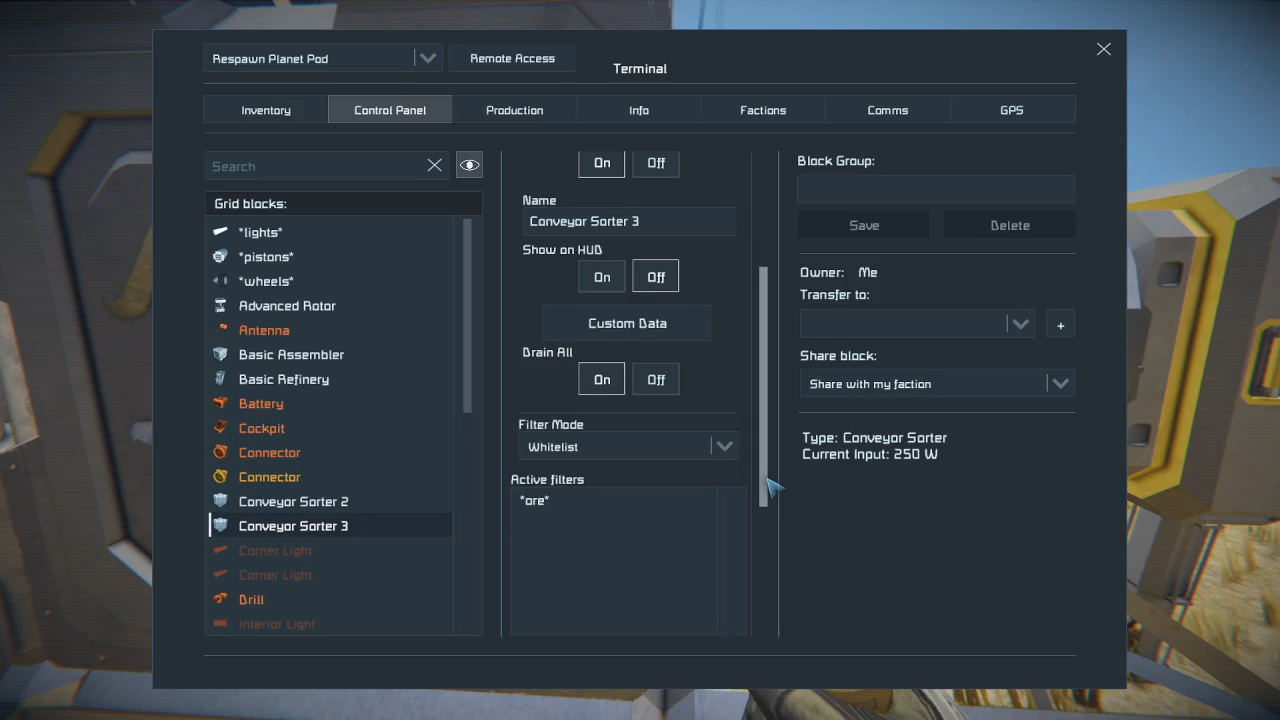 Respawn Planet Pod
Remote Access
Terminal
Inventory
Control Panel
Production
Info
Factions
Comms
GPS
Search
Grid blocks:
*lights*
*pistons*
*wheels*
Advanced Rotor
Antenna
Basic Assembler
Basic Refinery
Battery
Cockpit
Connector
Connector
Conveyor Sorter 2
Conveyor Sorter 3
Corner Light
Corner Light
Drill
Interior Light
On Off
Name
Conveyor Sorter 3
Show on HUD
On Off
Custom Data
Drain All
On Off
Filter Mode
Whitelist
Active filters
*ore*
Block Group:
Save Delete
Owner: Me
Transfer to:
+
Share block:
Share with my faction
Type: Conveyor Sorter
Current Input: 250 W